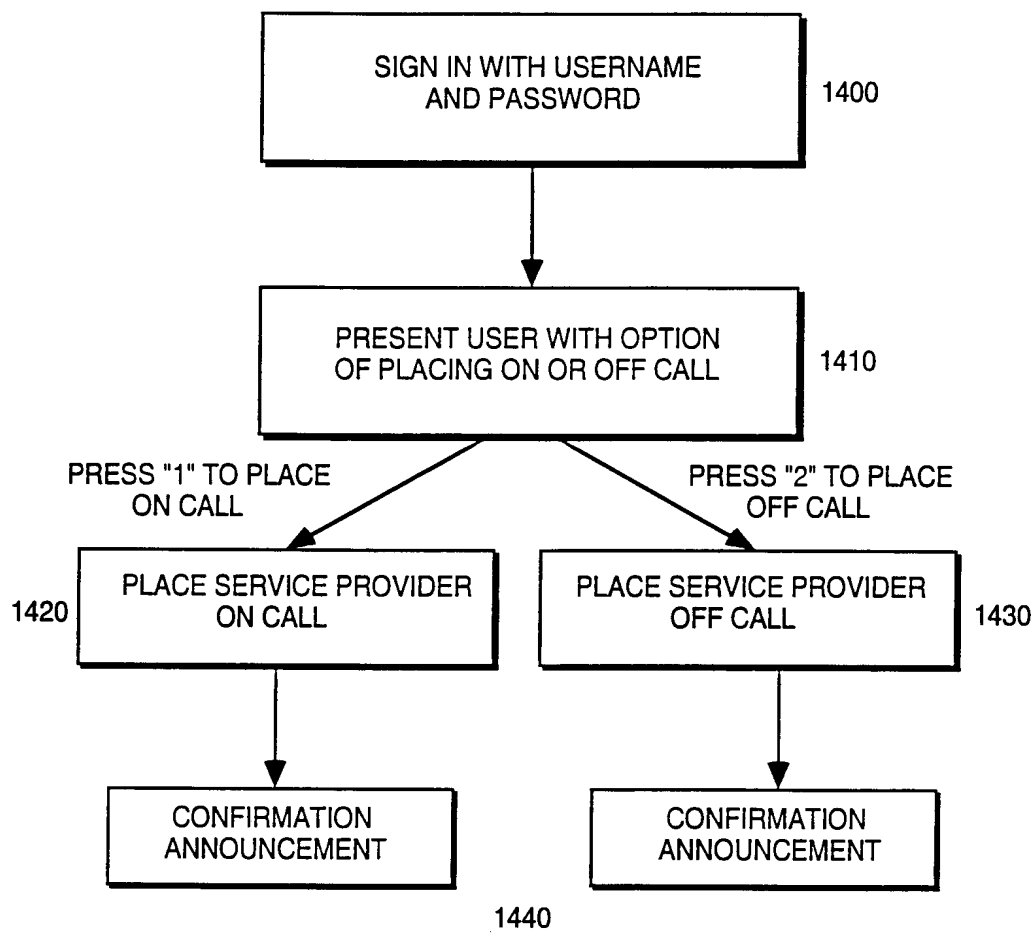 SIGN IN WITH USERNAME
AND PASSWORD
1400
PRESENT USER WITH OPTION
OF PLACING ON OR OFF CALL
1410
PRESS "1" TO PLACE
ON CALL
PRESS "2" TO PLACE
OFF CALL
1420
PLACE SERVICE PROVIDER
ON CALL
PLACE SERVICE PROVIDER
OFF CALL
1430
CONFIRMATION
ANNOUNCEMENT
CONFIRMATION
ANNOUNCEMENT
1440